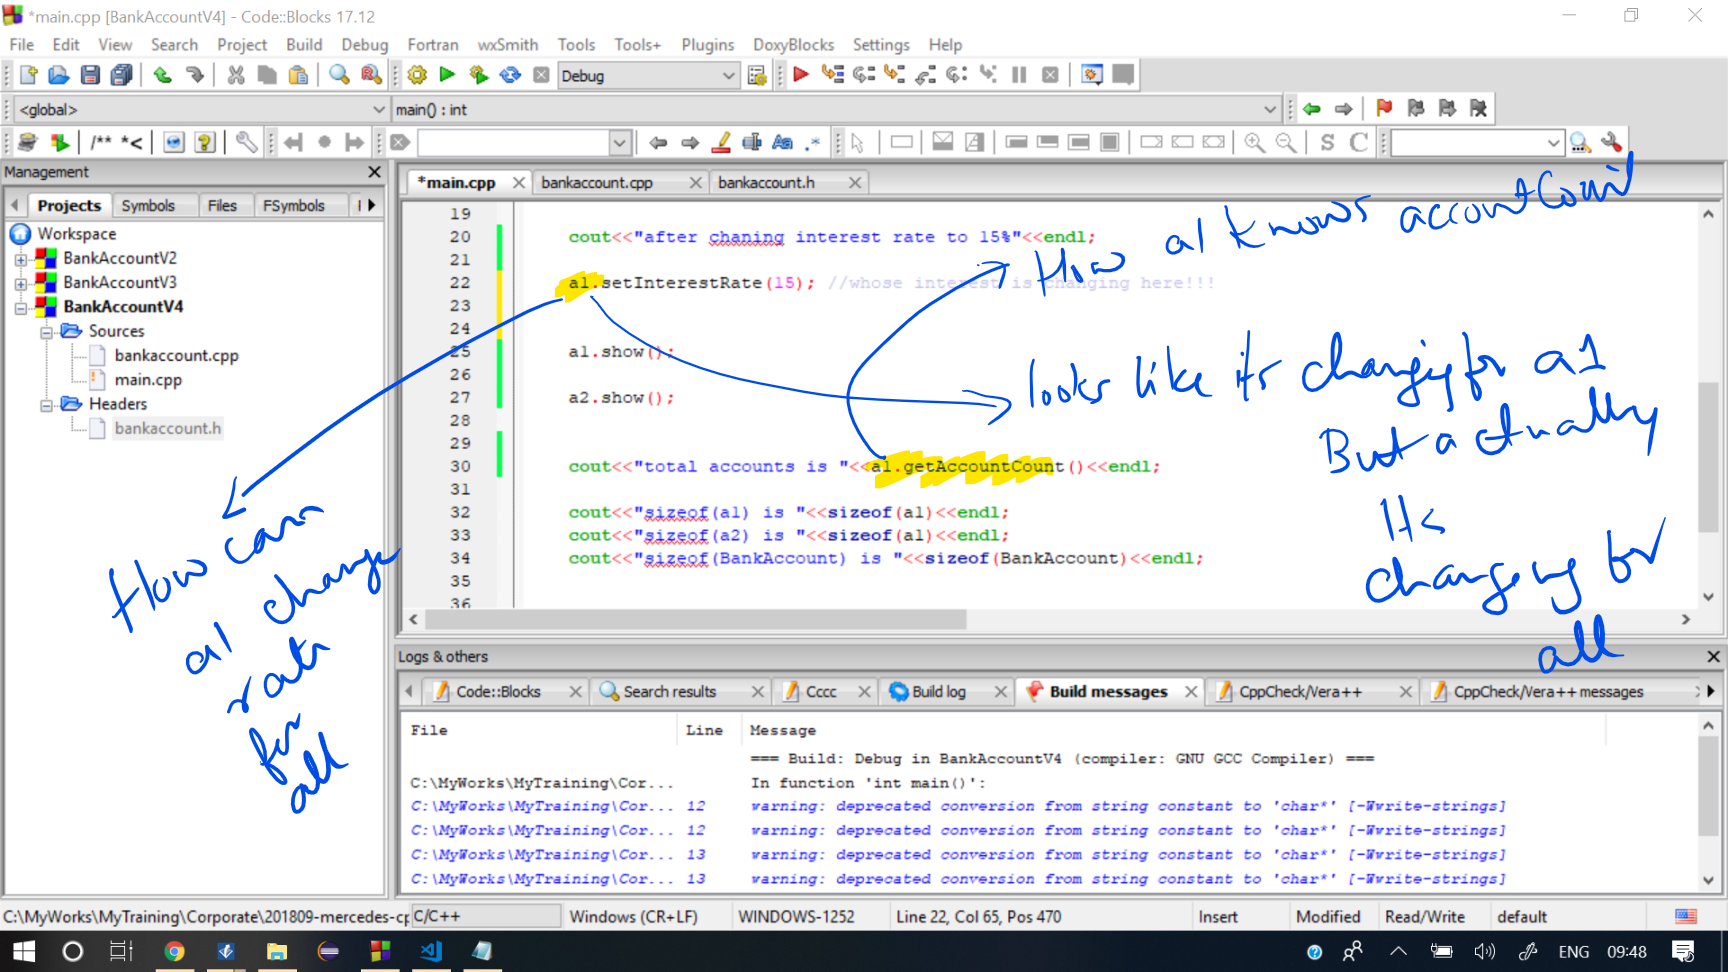 *main.cpp [BankAccountV4] - Code::Blocks 17.12
File Edit View Search Project Build Debug Fortran wxSmith Tools Tools+ Plugins DoxyBlocks Settings Help
Debug
<global>
main() : int
/** *<
S C
Management
Projects Symbols Files FSymbols
Workspace
BankAccountV2
BankAccountV3
BankAccountV4
Sources
bankaccount.cpp
main.cpp
Headers
bankaccount.h
*main.cpp bankaccount.cpp bankaccount.h
19
20 cout<<"after chaning interest rate to 15%"<<endl;
21
22 a1.setInterestRate(15); //whose interest is changing here!!!
23
24
25 a1.show();
26
27 a2.show();
28
29
30 cout<<"total accounts is "<<a1.getAccountCount()<<endl;
31
32 cout<<"sizeof(a1) is "<<sizeof(a1)<<endl;
33 cout<<"sizeof(a2) is "<<sizeof(a1)<<endl;
34 cout<<"sizeof(BankAccount) is "<<sizeof(BankAccount)<<endl;
35
36
How a1 knows accountCount
looks like its changing for a1
But actually
Its
changing for
all
How can
a1 change
rate
for
all
Logs & others
Code::Blocks Search results Cccc Build log Build messages CppCheck/Vera++ CppCheck/Vera++ messages
File Line Message
=== Build: Debug in BankAccountV4 (compiler: GNU GCC Compiler) ===
C:\MyWorks\MyTraining\Cor... In function 'int main()':
C:\MyWorks\MyTraining\Cor... 12 warning: deprecated conversion from string constant to 'char*' [-Wwrite-strings]
C:\MyWorks\MyTraining\Cor... 12 warning: deprecated conversion from string constant to 'char*' [-Wwrite-strings]
C:\MyWorks\MyTraining\Cor... 13 warning: deprecated conversion from string constant to 'char*' [-Wwrite-strings]
C:\MyWorks\MyTraining\Cor... 13 warning: deprecated conversion from string constant to 'char*' [-Wwrite-strings]
C:\MyWorks\MyTraining\Corporate\201809-mercedes-cp C/C++ Windows (CR+LF) WINDOWS-1252 Line 22, Col 65, Pos 470 Insert Modified Read/Write default
ENG 09:48